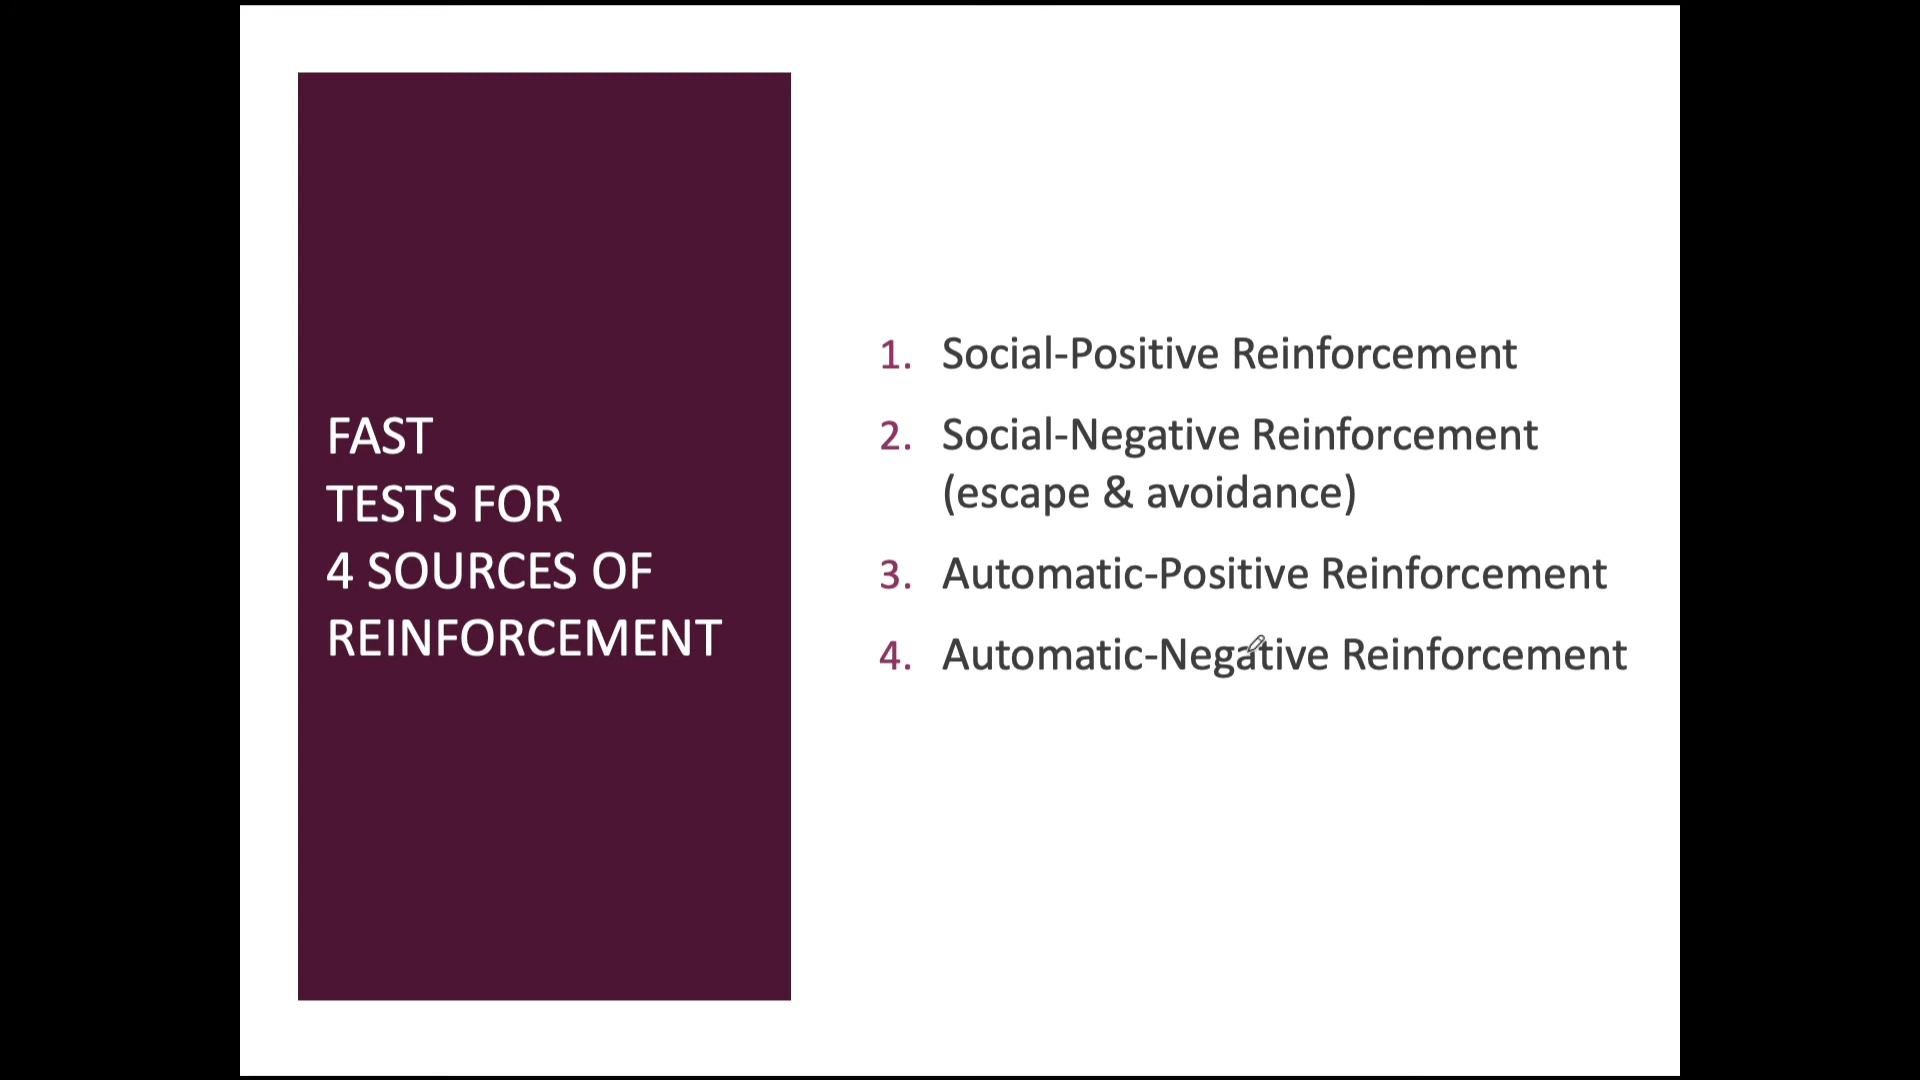 FAST
TESTS FOR
4 SOURCES OF
REINFORCEMENT
1. Social-Positive Reinforcement
2. Social-Negative Reinforcement
(escape & avoidance)
3. Automatic-Positive Reinforcement
4. Automatic-Negative Reinforcement